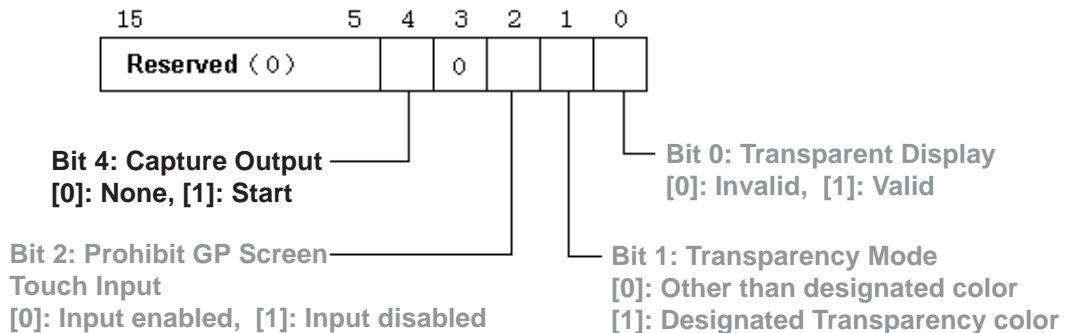 15 5 4 3 2 1 0
Reserved (0) 0
Bit 4: Capture Output
[0]: None, [1]: Start
Bit 0: Transparent Display
[0]: Invalid, [1]: Valid
Bit 2: Prohibit GP Screen
Touch Input
[0]: Input enabled, [1]: Input disabled
Bit 1: Transparency Mode
[0]: Other than designated color
[1]: Designated Transparency color